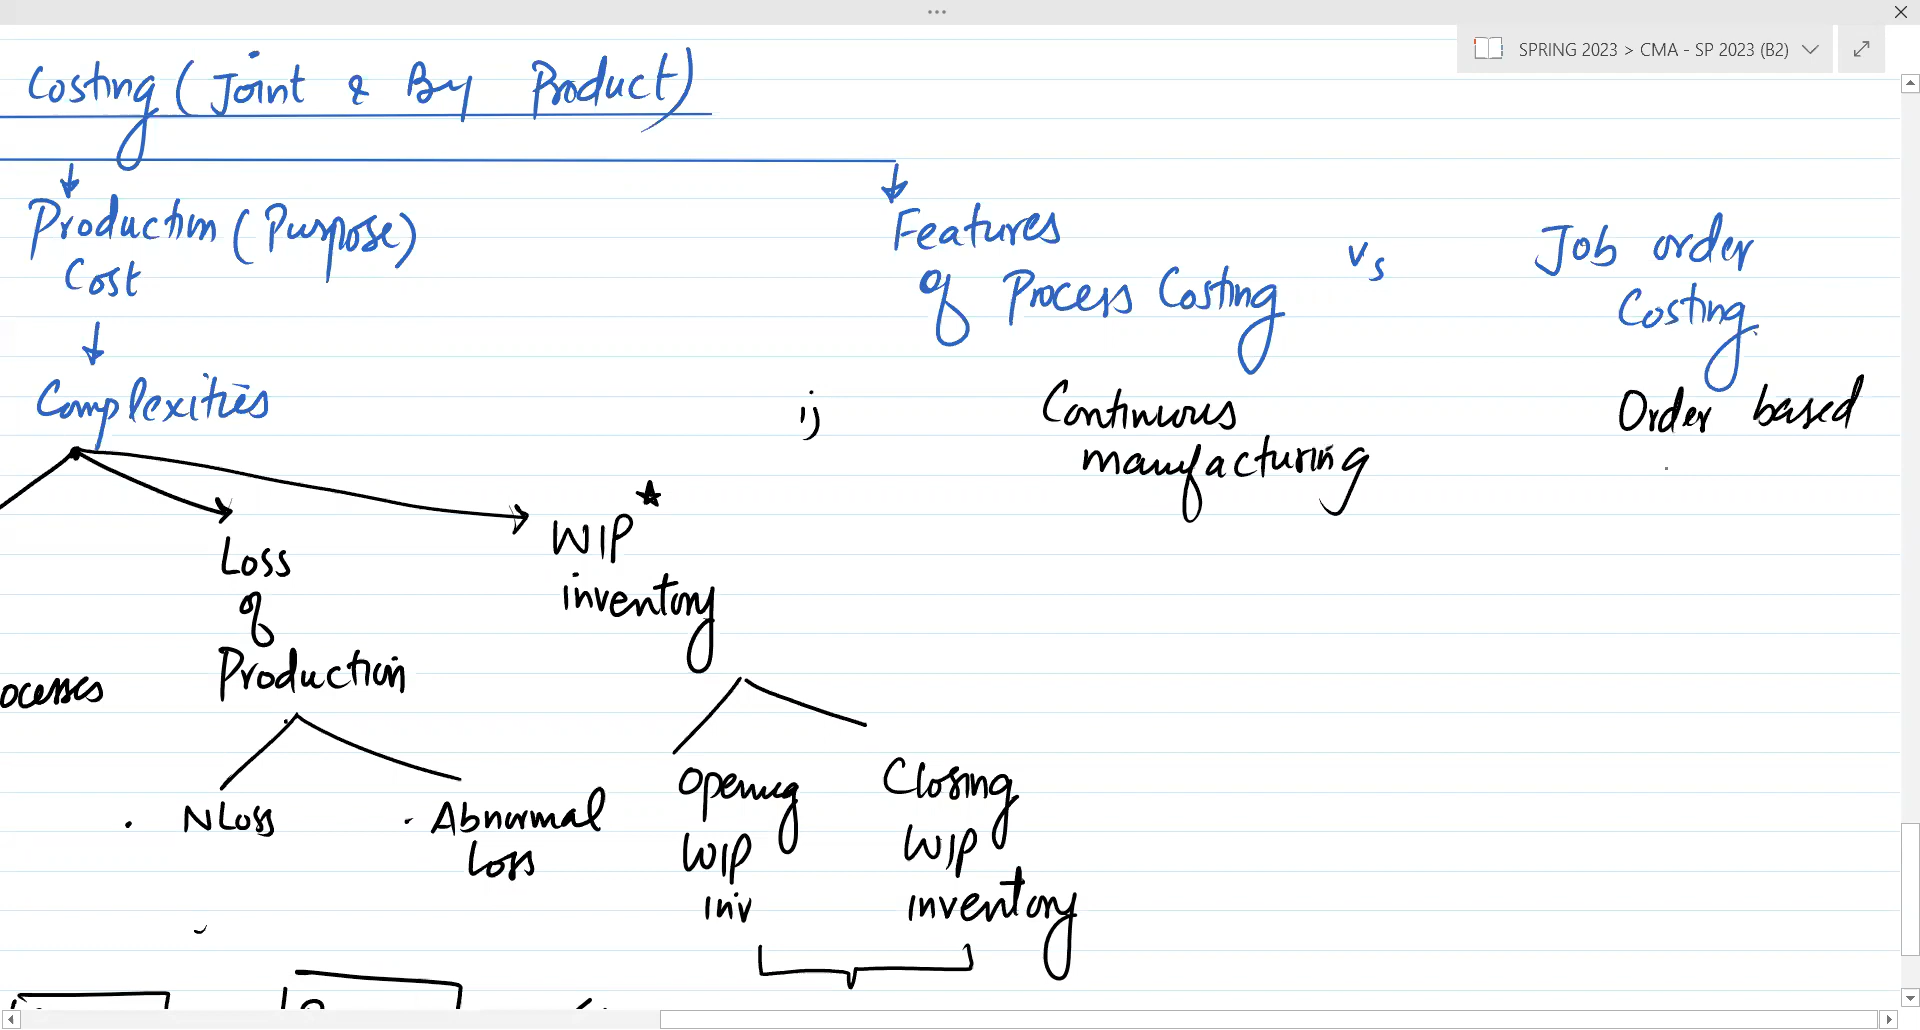 SPRING 2023 > CMA - SP 2023 (B2)
Costing (Joint & By Product)
Production (Purpose)
Cost
Complexities
Loss
of
Production
NLoss
Abnormal
Loss
WIP
inventory
Opening
WIP
inv
Closing
WIP
inventory
ocesses
Features
of Process Costing
vs
Job order
Costing
i)
Continuous
manufacturing
Order based